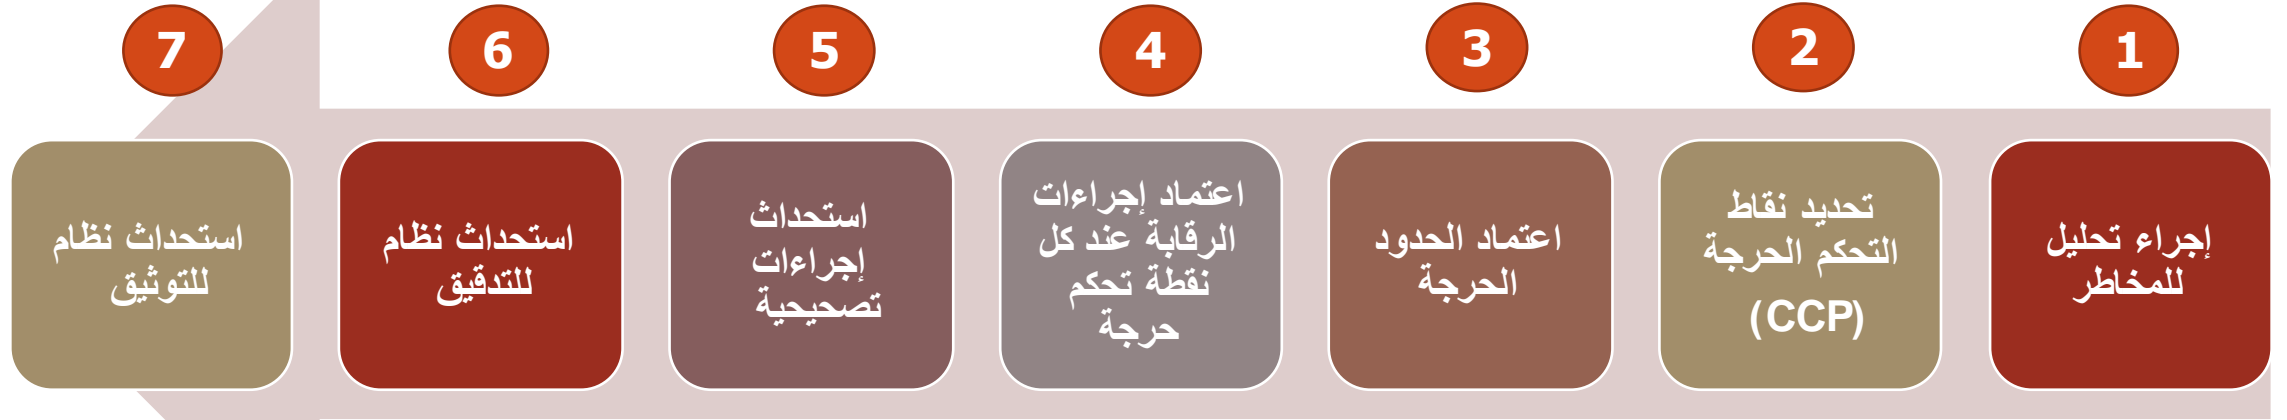 1
إجراء تحليل
للمخاطر
2
تحديد نقاط
التحكم الحرجة
(CCP)
3
اعتماد الحدود
الحرجة
4
اعتماد إجراءات
الرقابة عند كل
نقطة تحكم
حرجة
5
استحداث
إجراءات
تصحيحية
6
استحداث نظام
للتدقيق
7
استحداث نظام
للتوثيق